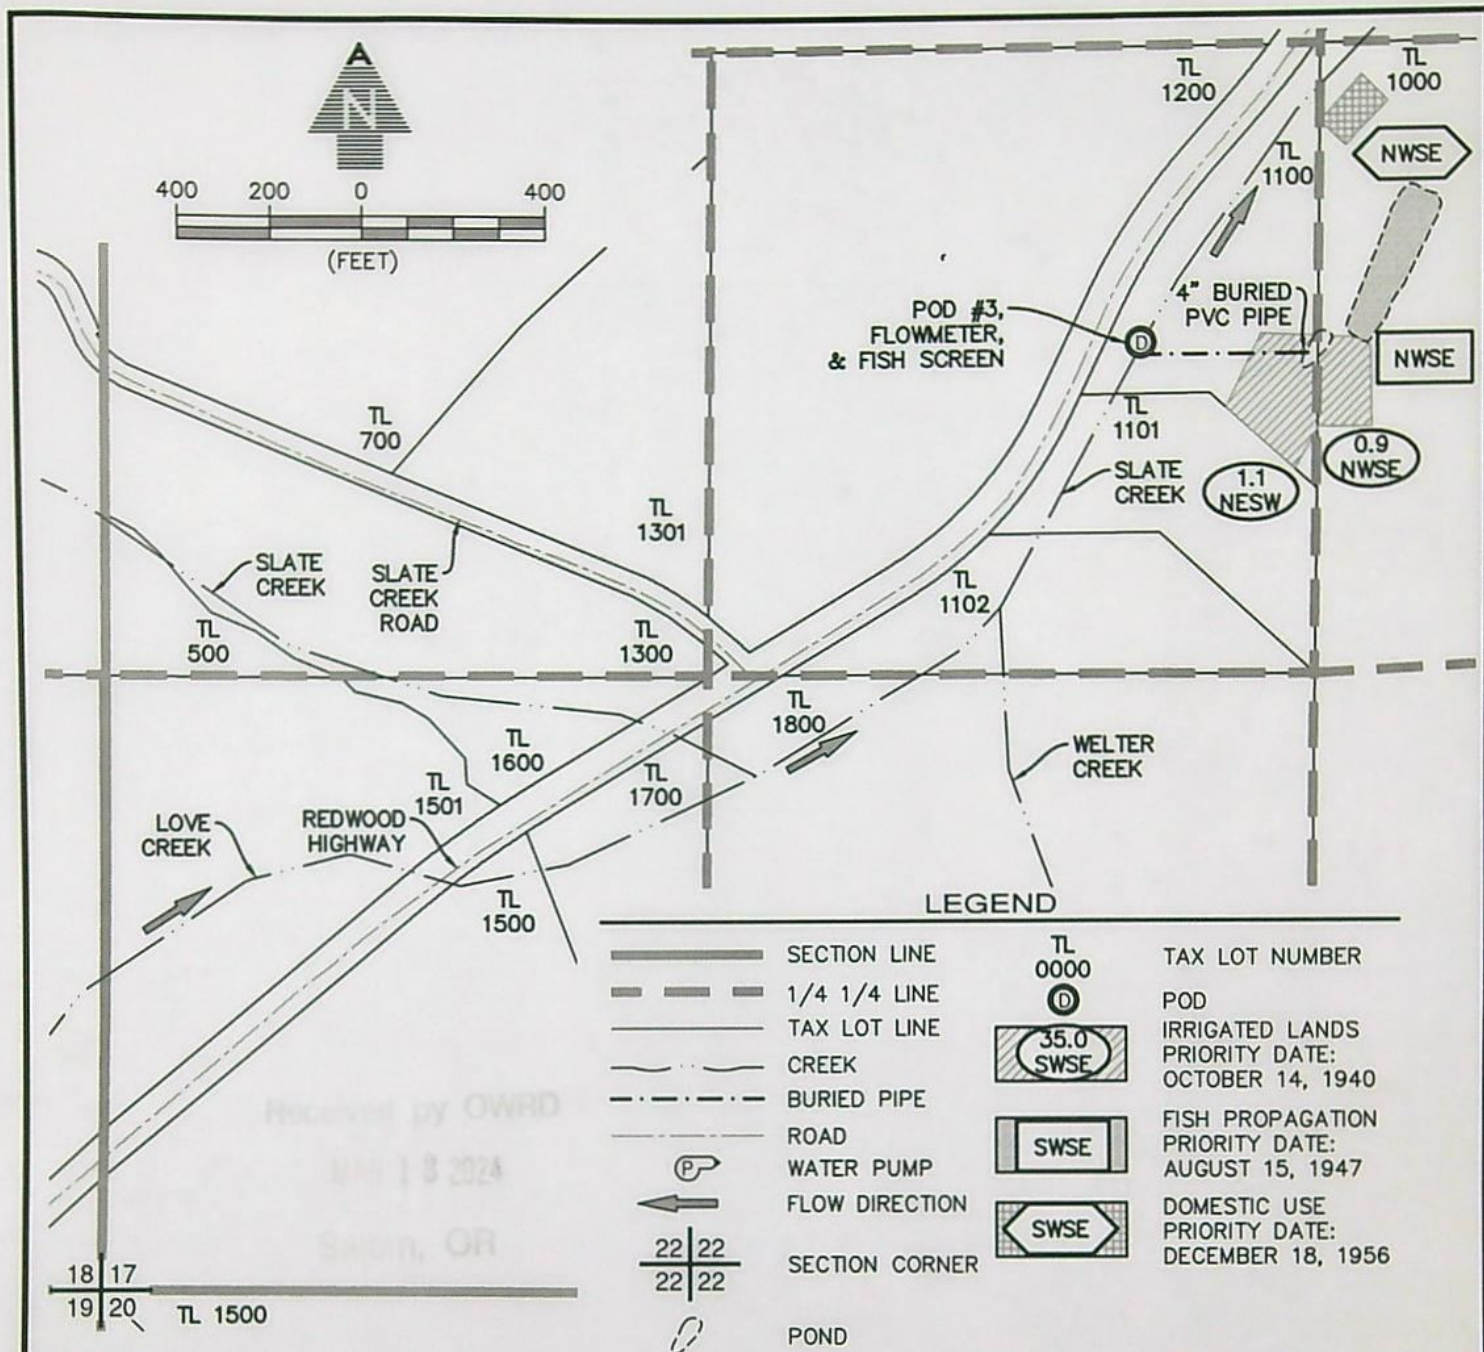 A
N
400 200 0 400
(FEET)
TL
1200
TL
1000
NWSE
TL
1100
POD #3,
FLOWMETER,
& FISH SCREEN
4" BURIED
PVC PIPE
D
NWSE
TL
700
TL
1101
SLATE
CREEK
0.9
NWSE
1.1
NESW
TL
1301
SLATE
CREEK
SLATE
CREEK
ROAD
TL
1102
TL
500
TL
1300
TL
1800
TL
1600
WELTER
CREEK
TL
1700
TL
1501
LOVE
CREEK
REDWOOD
HIGHWAY
TL
1500
LEGEND
SECTION LINE
1/4 1/4 LINE
TAX LOT LINE
CREEK
BURIED PIPE
ROAD
P WATER PUMP
FLOW DIRECTION
22 22
22 22
SECTION CORNER
POND
TL
0000
TAX LOT NUMBER
D POD
35.0
SWSE
IRRIGATED LANDS
PRIORITY DATE:
OCTOBER 14, 1940
SWSE
FISH PROPAGATION
PRIORITY DATE:
AUGUST 15, 1947
SWSE
DOMESTIC USE
PRIORITY DATE:
DECEMBER 18, 1956
Received by OWRD
MAR 18 2024
Salem, OR
18 17
19 20
TL 1500